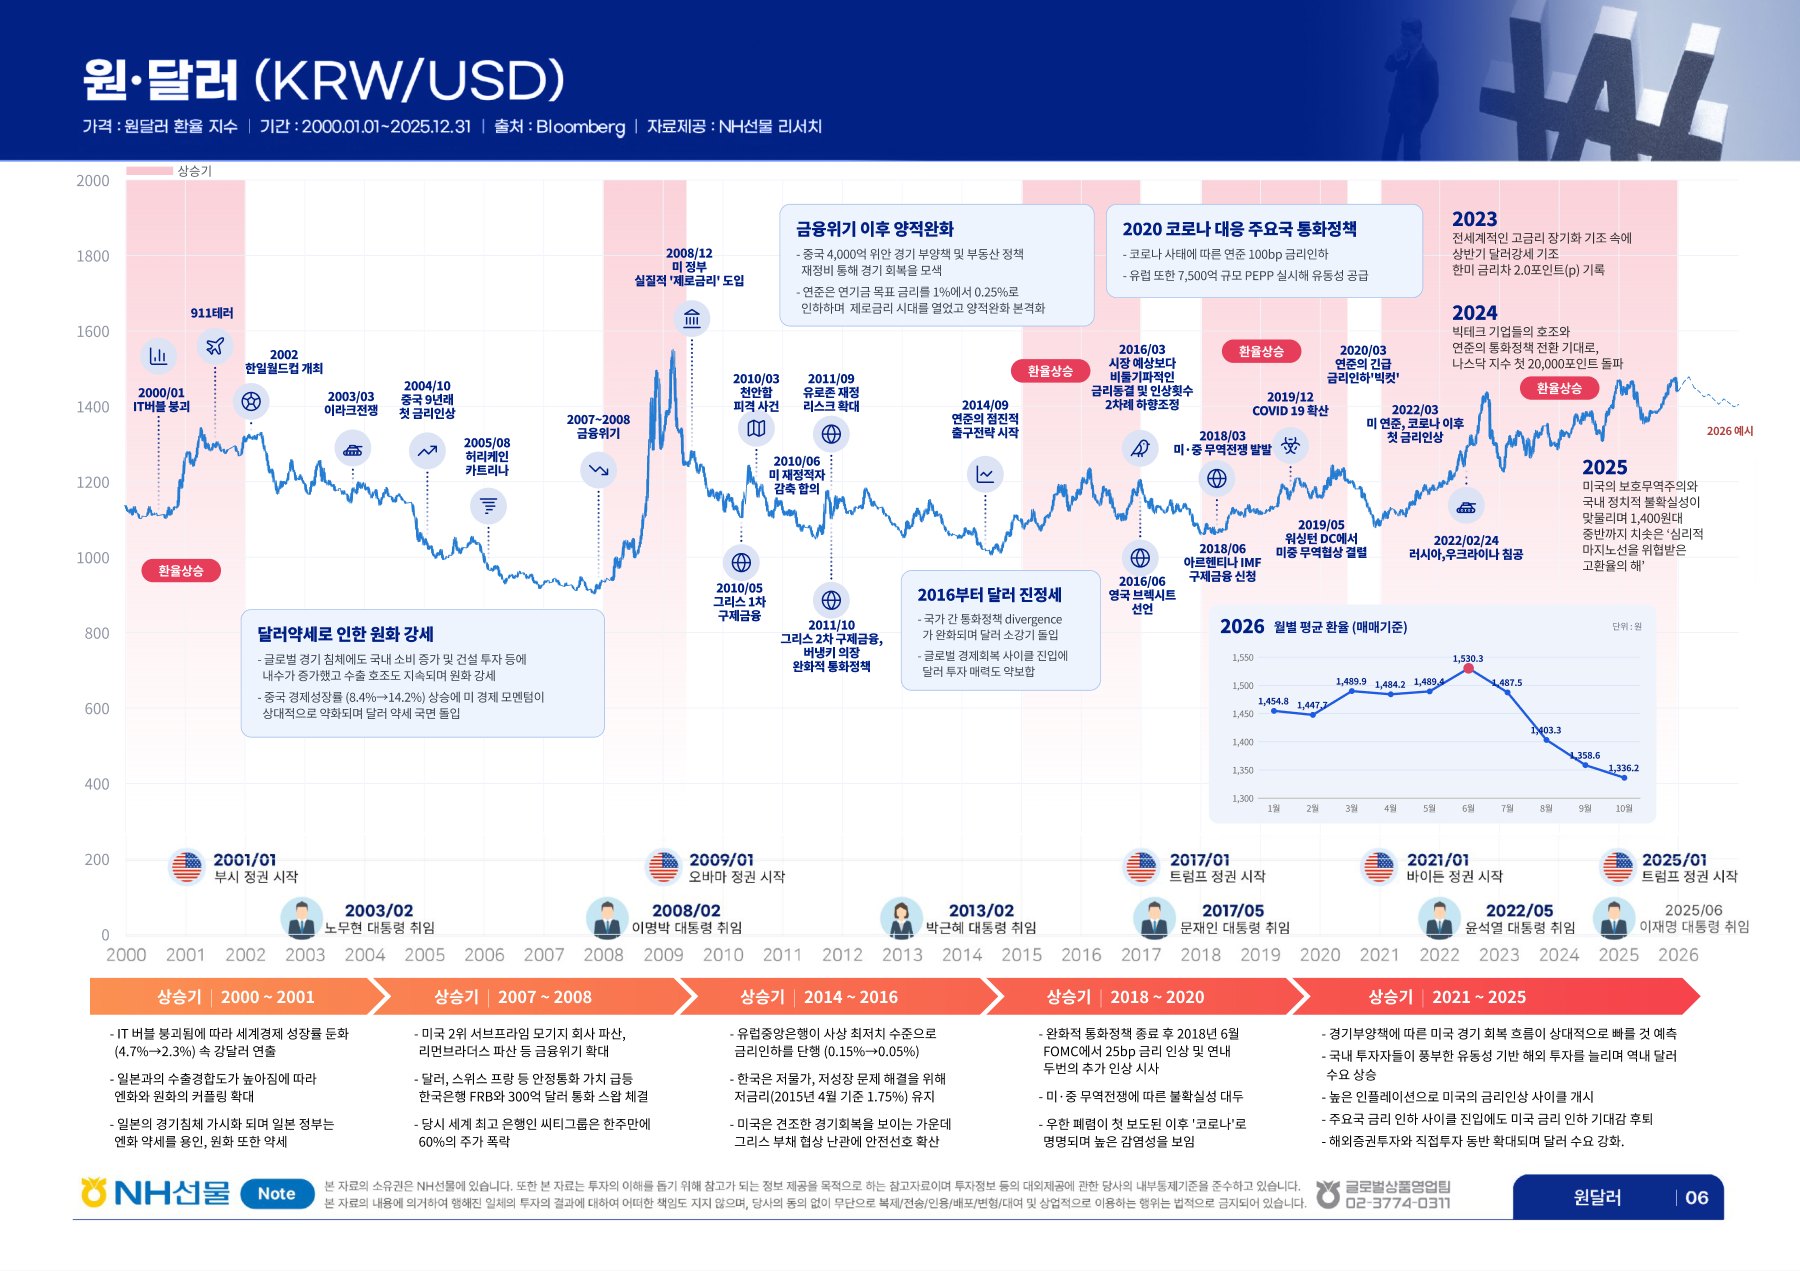 원·달러 (KRW/USD)
가격 : 원달러 환율 지수 | 기간 : 2000.01.01~2025.12.31 | 출처 : Bloomberg | 자료제공 : NH선물 리서치
상승기
2000
1800
1600
1400
1200
1000
800
600
400
200
0
2000/01
IT버블 붕괴
911테러
2002
한일월드컵 개최
2003/03
이라크전쟁
2004/10
중국 9년래
첫 금리인상
2005/08
허리케인
카트리나
2007~2008
금융위기
2008/12
미 정부
실질적 '제로금리' 도입
환율상승
달러약세로 인한 원화 강세
- 글로벌 경기 침체에도 국내 소비 증가 및 건설 투자 등에
내수가 증가했고 수출 호조도 지속되며 원화 강세
- 중국 경제성장률 (8.4%→14.2%) 상승에 미 경제 모멘텀이
상대적으로 약화되며 달러 약세 국면 돌입
금융위기 이후 양적완화
- 중국 4,000억 위안 경기 부양책 및 부동산 정책
재정비 통해 경기 회복을 모색
- 연준은 연기금 목표 금리를 1%에서 0.25%로
인하하며 제로금리 시대를 열었고 양적완화 본격화
2010/03
천안함
피격 사건
2011/09
유로존 재정
리스크 확대
2010/06
미 재정적자
감축 합의
2010/05
그리스 1차
구제금융
2011/10
그리스 2차 구제금융,
버냉키 의장
완화적 통화정책
2014/09
연준의 점진적
출구전략 시작
2016부터 달러 진정세
- 국가 간 통화정책 divergence
가 완화되며 달러 소강기 돌입
- 글로벌 경제회복 사이클 진입에
달러 투자 매력도 약보합
2020 코로나 대응 주요국 통화정책
- 코로나 사태에 따른 연준 100bp 금리인하
- 유럽 또한 7,500억 규모 PEPP 실시해 유동성 공급
환율상승
2016/03
시장 예상보다
비둘기파적인
금리동결 및 인상횟수
2차례 하향조정
2016/06
영국 브렉시트
선언
환율상승
2018/03
미·중 무역전쟁 발발
2018/06
아르헨티나 IMF
구제금융 신청
2019/12
COVID 19 확산
2019/05
워싱턴 DC에서
미중 무역협상 결렬
2020/03
연준의 긴급
금리인하'빅컷'
2022/03
미 연준, 코로나 이후
첫 금리인상
2022/02/24
러시아,우크라이나 침공
2023
전세계적인 고금리 장기화 기조 속에
상반기 달러강세 기조
한미 금리차 2.0포인트(p) 기록
2024
빅테크 기업들의 호조와
연준의 통화정책 전환 기대로,
나스닥 지수 첫 20,000포인트 돌파
환율상승
2026 예시
2025
미국의 보호무역주의와
국내 정치적 불확실성이
맞물리며 1,400원대
중반까지 치솟은 '심리적
마지노선을 위협받은
고환율의 해'
2026 월별 평균 환율 (매매기준)
단위 : 원
1,550
1,500
1,450
1,400
1,350
1,300
1,454.8
1,447.7
1,489.9
1,484.2
1,489.4
1,530.3
1,487.5
1,403.3
1,358.6
1,336.2
1월 2월 3월 4월 5월 6월 7월 8월 9월 10월
2001/01
부시 정권 시작
2009/01
오바마 정권 시작
2017/01
트럼프 정권 시작
2021/01
바이든 정권 시작
2025/01
트럼프 정권 시작
2003/02
노무현 대통령 취임
2008/02
이명박 대통령 취임
2013/02
박근혜 대통령 취임
2017/05
문재인 대통령 취임
2022/05
윤석열 대통령 취임
2025/06
이재명 대통령 취임
2000 2001 2002 2003 2004 2005 2006 2007 2008 2009 2010 2011 2012 2013 2014 2015 2016 2017 2018 2019 2020 2021 2022 2023 2024 2025 2026
상승기 | 2000 ~ 2001
- IT 버블 붕괴됨에 따라 세계경제 성장률 둔화
(4.7%→2.3%) 속 강달러 연출
- 일본과의 수출경합도가 높아짐에 따라
엔화와 원화의 커플링 확대
- 일본의 경기침체 가시화 되며 일본 정부는
엔화 약세를 용인, 원화 또한 약세
상승기 | 2007 ~ 2008
- 미국 2위 서브프라임 모기지 회사 파산,
리먼브라더스 파산 등 금융위기 확대
- 달러, 스위스 프랑 등 안정통화 가치 급등
한국은행 FRB와 300억 달러 통화 스왑 체결
- 당시 세계 최고 은행인 씨티그룹은 한주만에
60%의 주가 폭락
상승기 | 2014 ~ 2016
- 유럽중앙은행이 사상 최저치 수준으로
금리인하를 단행 (0.15%→0.05%)
- 한국은 저물가, 저성장 문제 해결을 위해
저금리(2015년 4월 기준 1.75%) 유지
- 미국은 견조한 경기회복을 보이는 가운데
그리스 부채 협상 난관에 안전선호 확산
상승기 | 2018 ~ 2020
- 완화적 통화정책 종료 후 2018년 6월
FOMC에서 25bp 금리 인상 및 연내
두번의 추가 인상 시사
- 미·중 무역전쟁에 따른 불확실성 대두
- 우한 폐렴이 첫 보도된 이후 '코로나'로
명명되며 높은 감염성을 보임
상승기 | 2021 ~ 2025
- 경기부양책에 따른 미국 경기 회복 흐름이 상대적으로 빠를 것 예측
- 국내 투자자들이 풍부한 유동성 기반 해외 투자를 늘리며 역내 달러
수요 상승
- 높은 인플레이션으로 미국의 금리인상 사이클 개시
- 주요국 금리 인하 사이클 진입에도 미국 금리 인하 기대감 후퇴
- 해외증권투자와 직접투자 동반 확대되며 달러 수요 강화.
NH선물 Note
본 자료의 소유권은 NH선물에 있습니다. 또한 본 자료는 투자의 이해를 돕기 위해 참고가 되는 정보 제공을 목적으로 하는 참고자료이며 투자정보 등의 대외제공에 관한 당사의 내부통제기준을 준수하고 있습니다.
본 자료의 내용에 의거하여 행해진 일체의 투자의 결과에 대하여 어떠한 책임도 지지 않으며, 당사의 동의 없이 무단으로 복제/전송/인용/배포/변형/대여 및 상업적으로 이용하는 행위는 법적으로 금지되어 있습니다.
글로벌상품영업팀
02-3774-0311
원달러 | 06